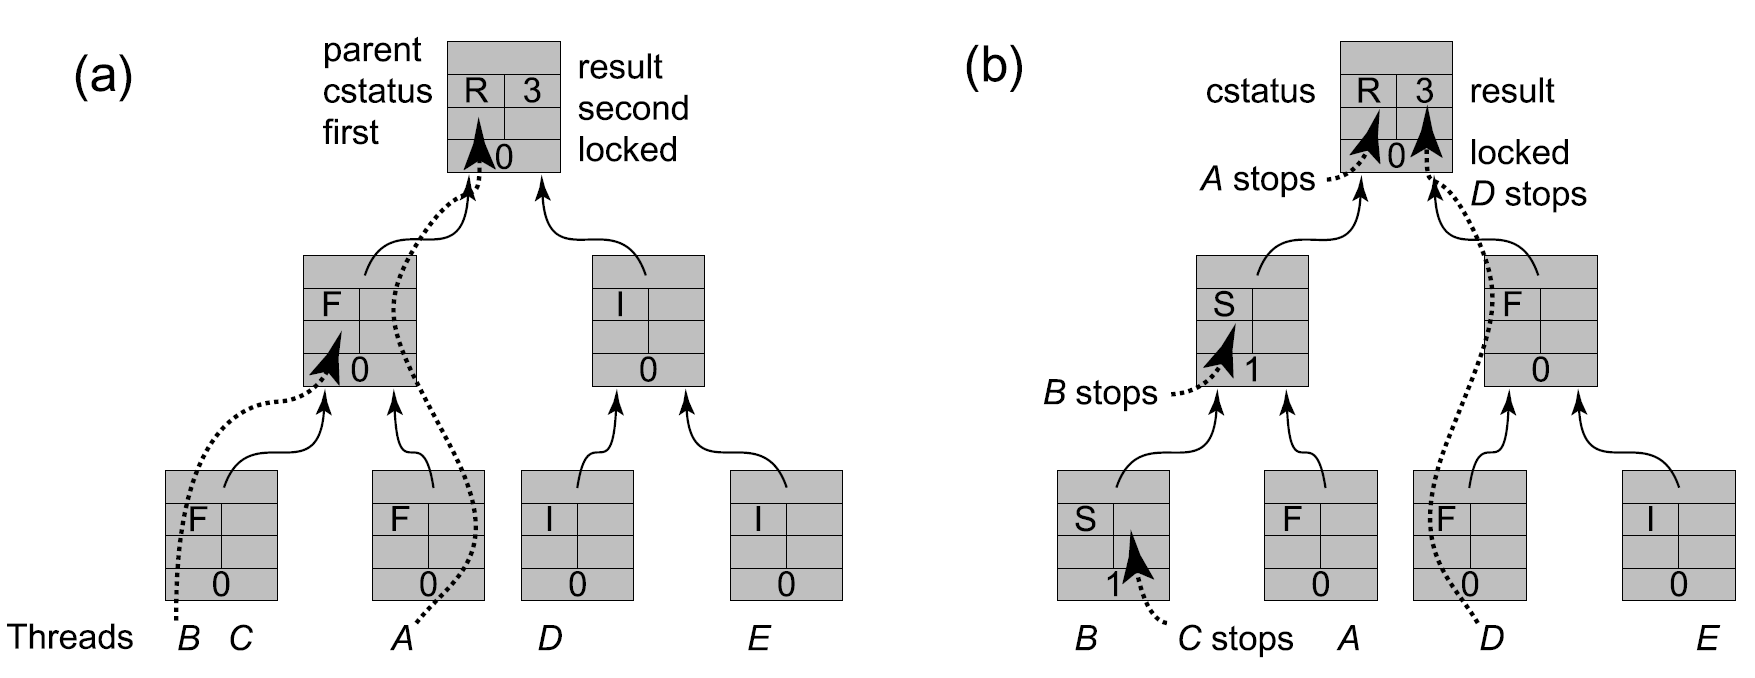 (a)
parent
cstatus
first
R 3
0
result
second
locked
F
0
I
0
F
0
F
0
I
0
I
0
Threads B C A D E
(b)
cstatus
R 3
0
result
locked
A stops
D stops
S
1
F
0
B stops
S
1
F
0
F
0
I
0
B C stops A D E